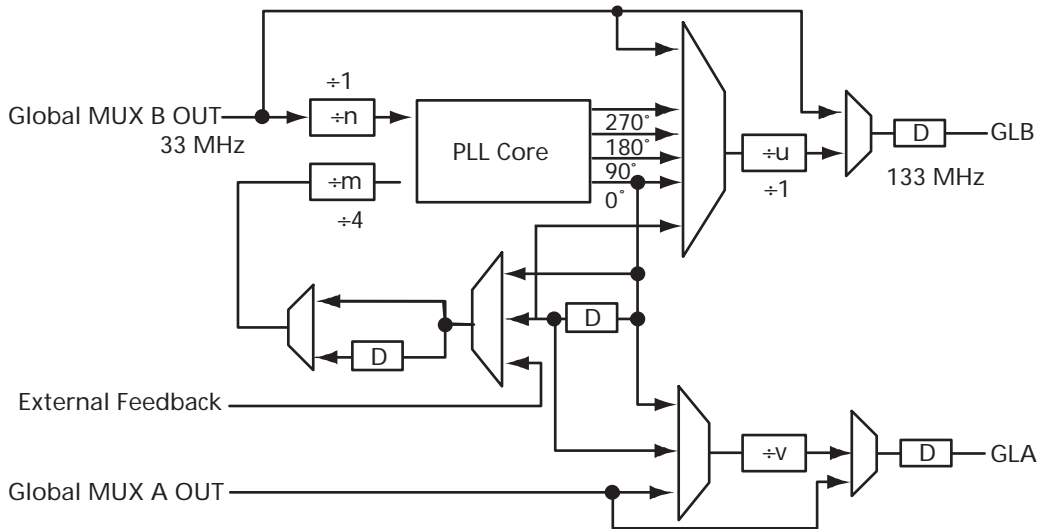 ÷1
Global MUX B OUT
÷n
33 MHz
PLL Core
270°
180°
90°
0°
÷u
÷1
D
GLB
133 MHz
÷m
÷4
D
D
External Feedback
÷v
D
GLA
Global MUX A OUT